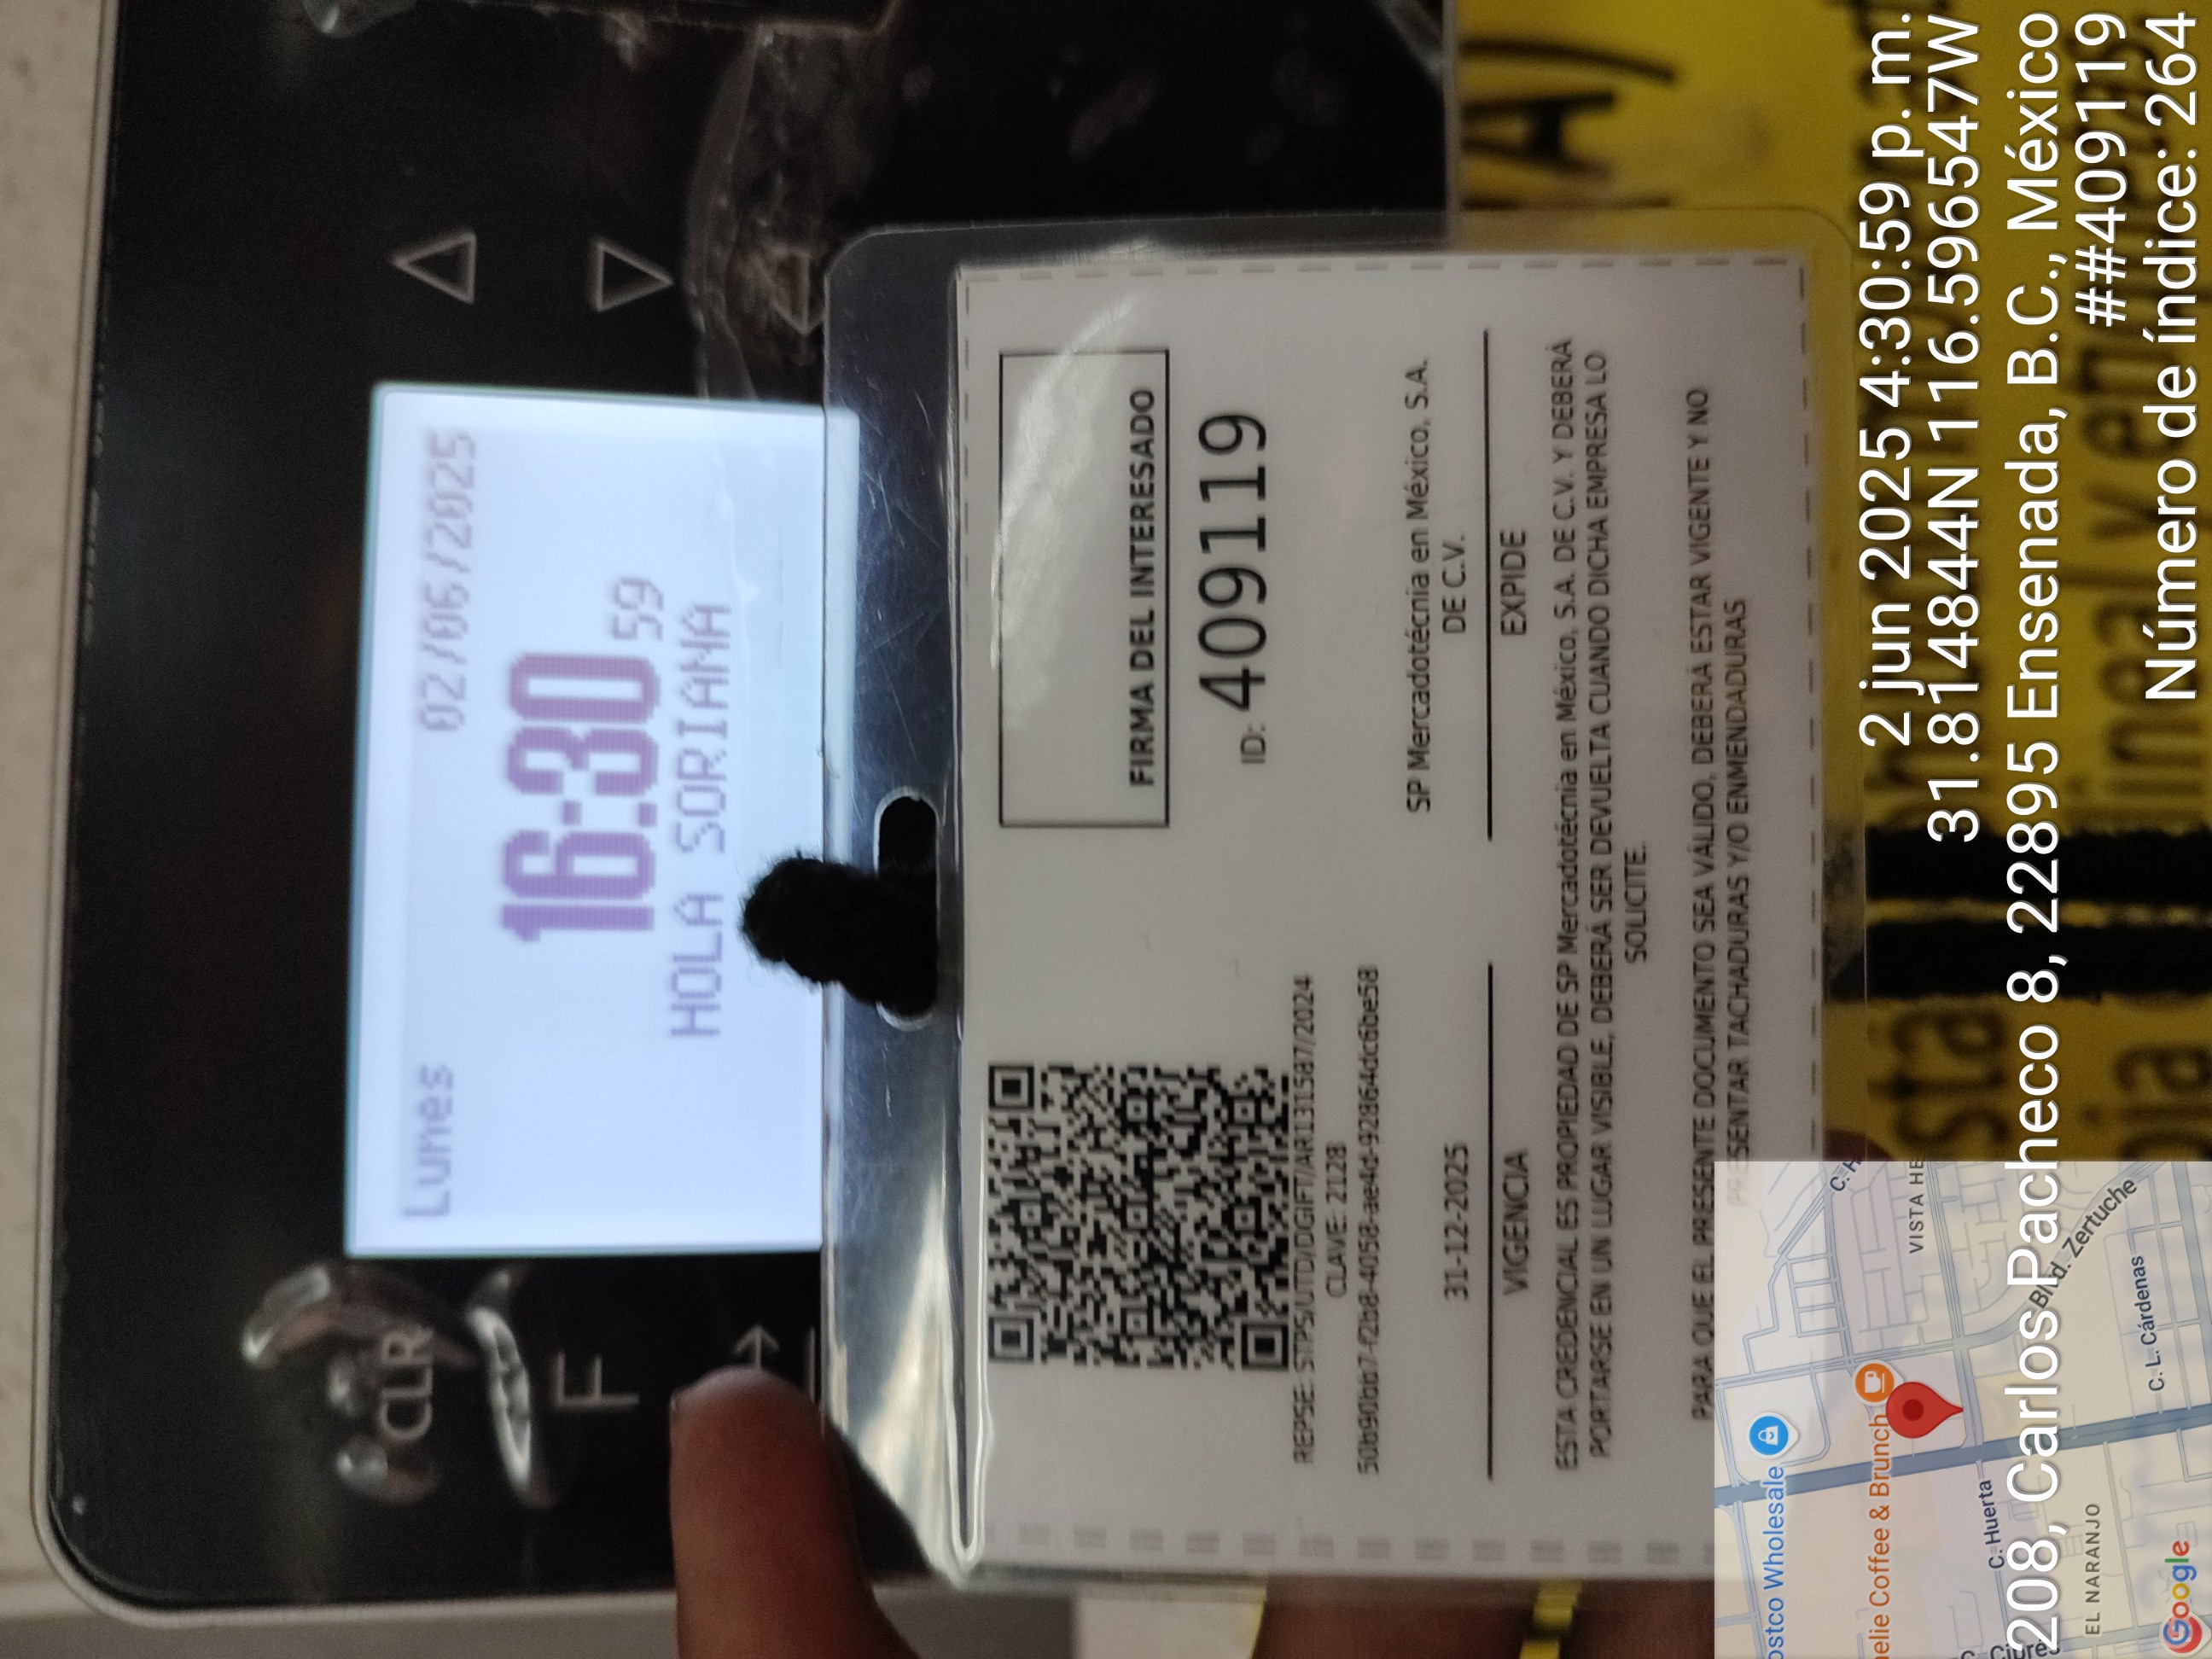 Lunes 02/06/2025
16:30 59
HOLA SORIANA
CLR
F
FIRMA DEL INTERESADO
ID: 409119
REPSE: STPS/UTD/DGIFT/AR131587/2024
CLAVE: 2128
50b90bb7-f2b8-4058-ae4d-92864dc6be58
31-12-2025
VIGENCIA
SP Mercadotécnia en México, S.A.
DE C.V.
EXPIDE
ESTA CREDENCIAL ES PROPIEDAD DE SP Mercadotécnia en México, S.A. DE C.V. Y DEBERÁ
PORTARSE EN UN LUGAR VISIBLE, DEBERÁ SER DEVUELTA CUANDO DICHA EMPRESA LO
SOLICITE.
PARA QUE EL PRESENTE DOCUMENTO SEA VÁLIDO, DEBERÁ ESTAR VIGENTE Y NO
PRESENTAR TACHADURAS Y/O ENMENDADURAS
2 jun 2025 4:30:59 p. m.
31.814844N 116.596547W
208, Carlos Pacheco 8, 22895 Ensenada, B.C., México
##409119
Número de índice: 264
ostco Wholesale
elie Coffee & Brunch
VISTA HE
Blvd. Zertuche
C. Huerta
C. L. Cárdenas
EL NARANJO
Google